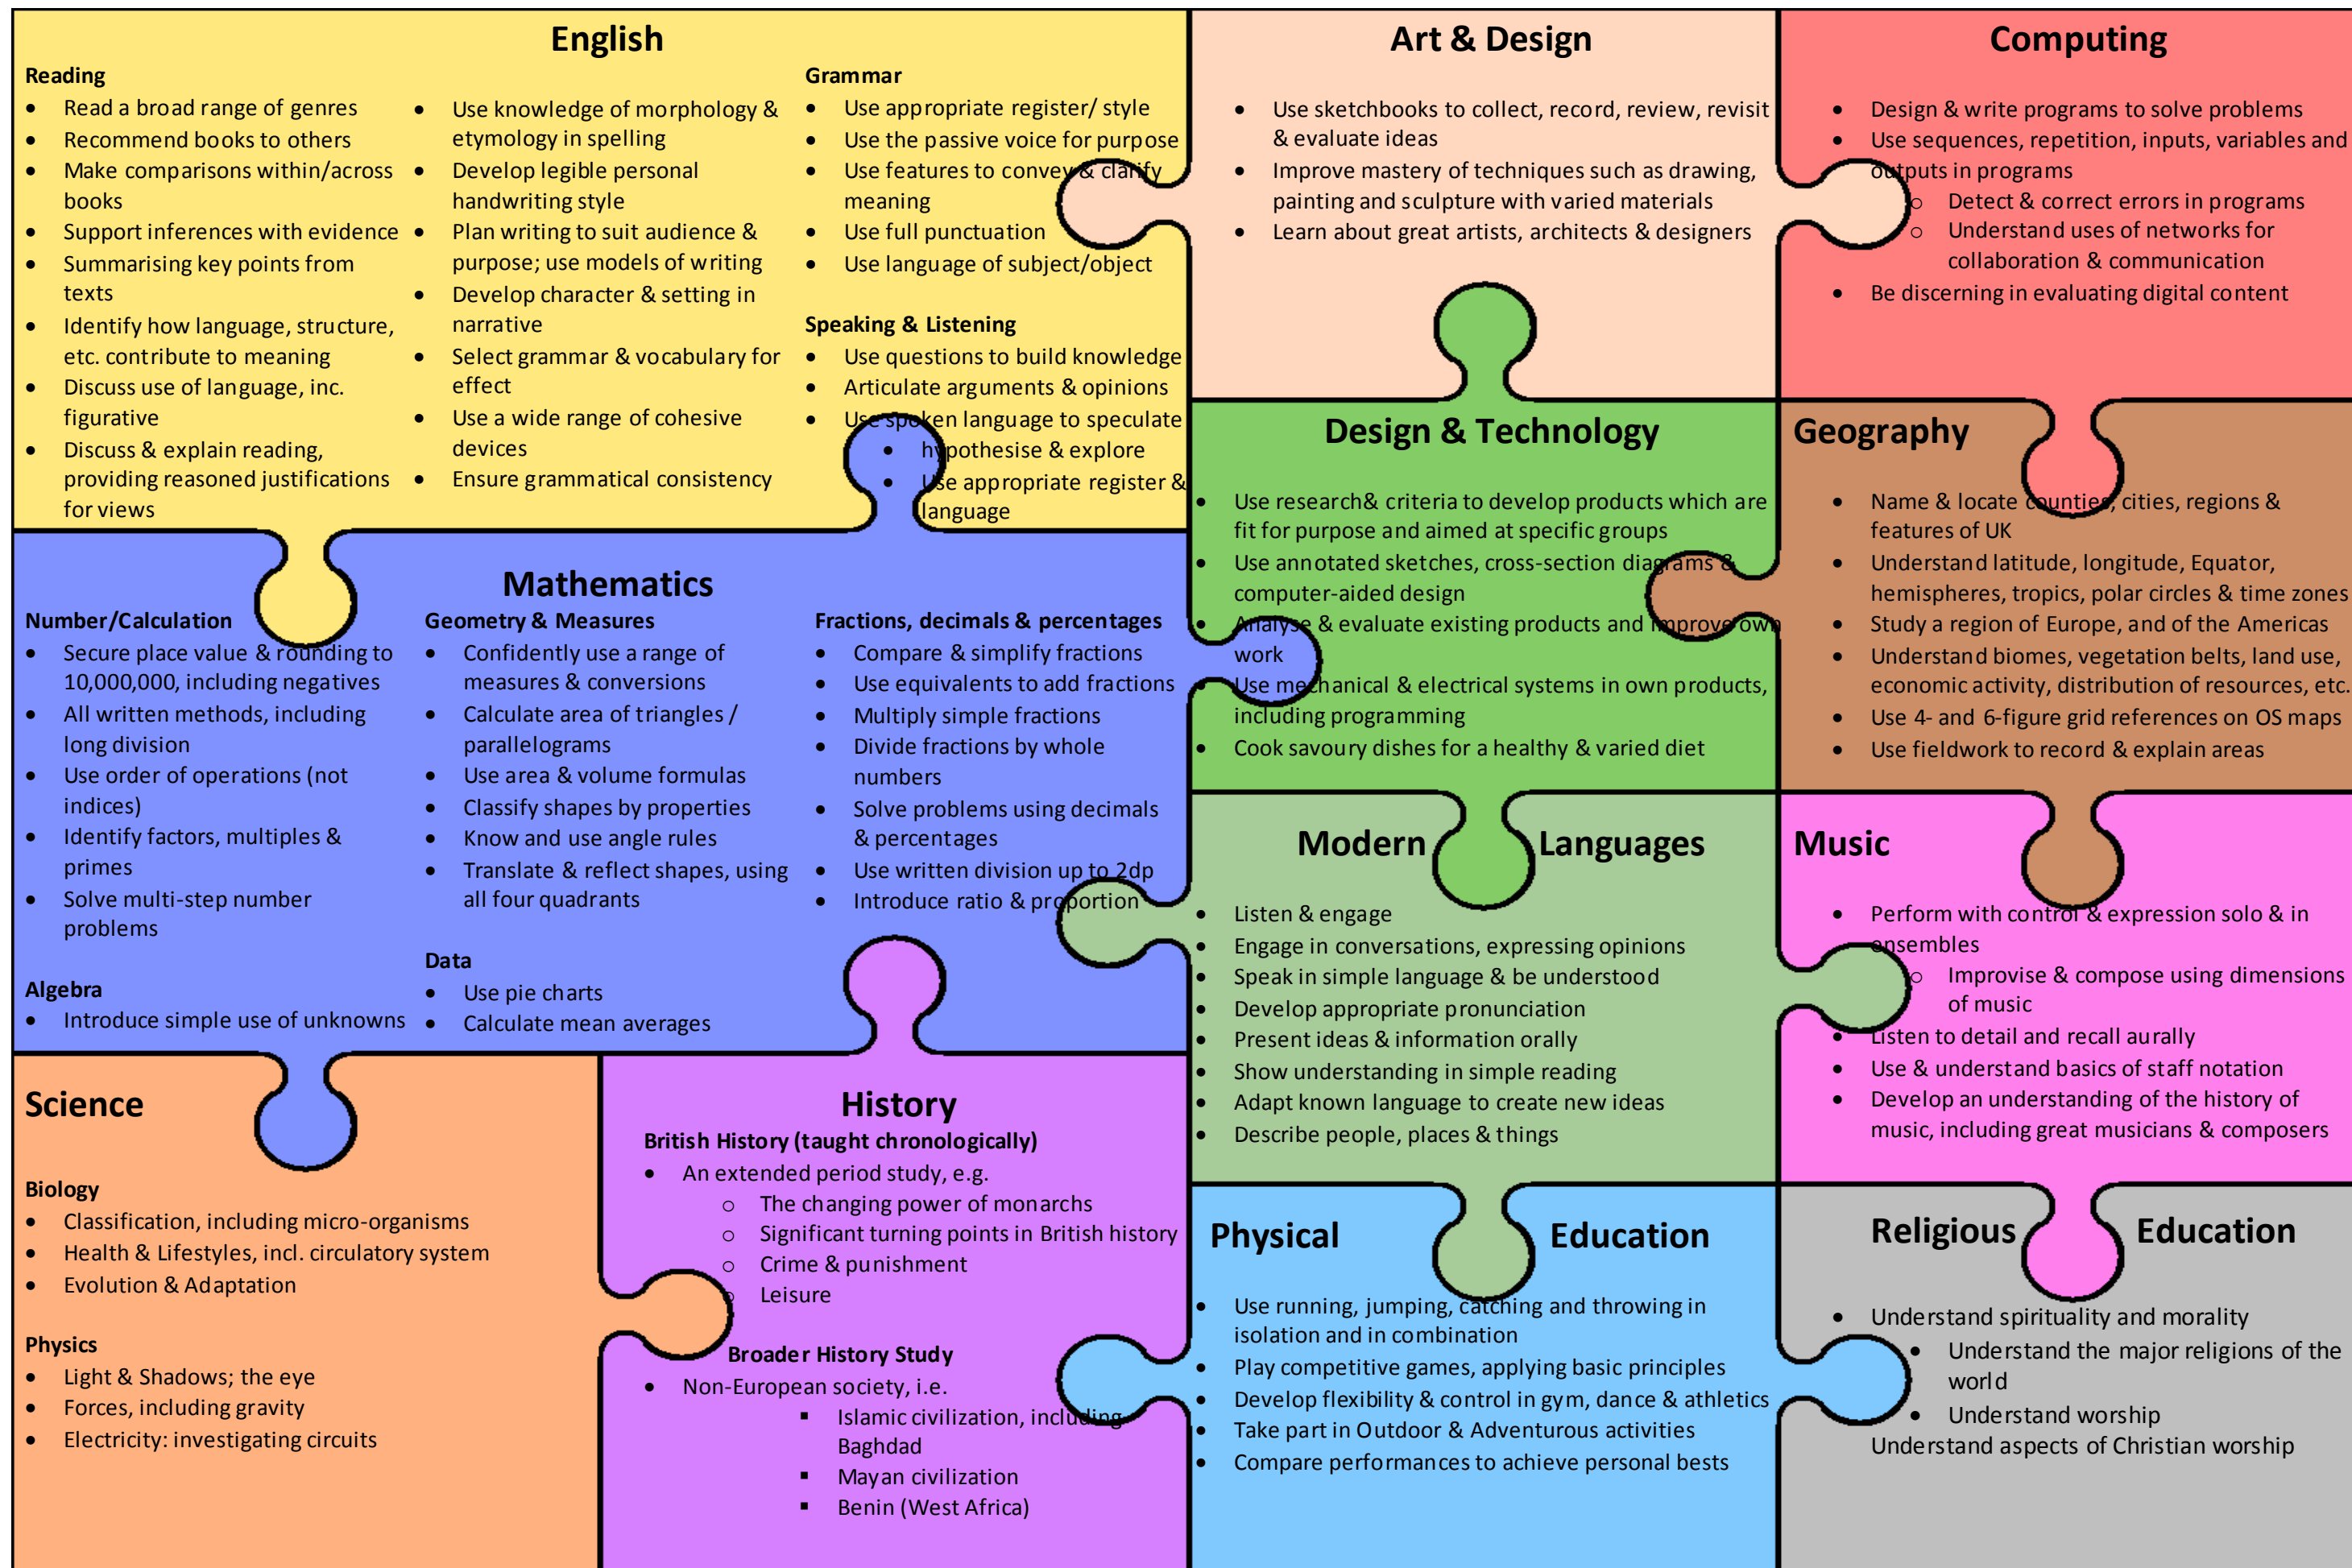 English
Reading
• Read a broad range of genres
• Recommend books to others
• Make comparisons within/across
books
• Support inferences with evidence
• Summarising key points from
texts
• Identify how language, structure,
etc. contribute to meaning
• Discuss use of language, inc.
figurative
• Discuss & explain reading,
providing reasoned justifications
for views
• Use knowledge of morphology &
etymology in spelling
• Develop legible personal
handwriting style
• Plan writing to suit audience &
purpose; use models of writing
• Develop character & setting in
narrative
• Select grammar & vocabulary for
effect
• Use a wide range of cohesive
devices
• Ensure grammatical consistency
Grammar
• Use appropriate register/ style
• Use the passive voice for purpose
• Use features to convey & clarify
meaning
• Use full punctuation
• Use language of subject/object
Speaking & Listening
• Use questions to build knowledge
• Articulate arguments & opinions
• Use spoken language to speculate
• hypothesise & explore
• Use appropriate register &
language
Art & Design
• Use sketchbooks to collect, record, review, revisit
& evaluate ideas
• Improve mastery of techniques such as drawing,
painting and sculpture with varied materials
• Learn about great artists, architects & designers
Computing
• Design & write programs to solve problems
• Use sequences, repetition, inputs, variables and
outputs in programs
o Detect & correct errors in programs
o Understand uses of networks for
collaboration & communication
• Be discerning in evaluating digital content
Design & Technology
• Use research& criteria to develop products which are
fit for purpose and aimed at specific groups
• Use annotated sketches, cross-section diagrams &
computer-aided design
• Analyse & evaluate existing products and improve own
work
• Use mechanical & electrical systems in own products,
including programming
• Cook savoury dishes for a healthy & varied diet
Geography
• Name & locate counties, cities, regions &
features of UK
• Understand latitude, longitude, Equator,
hemispheres, tropics, polar circles & time zones
• Study a region of Europe, and of the Americas
• Understand biomes, vegetation belts, land use,
economic activity, distribution of resources, etc.
• Use 4- and 6-figure grid references on OS maps
• Use fieldwork to record & explain areas
Mathematics
Number/Calculation
• Secure place value & rounding to
10,000,000, including negatives
• All written methods, including
long division
• Use order of operations (not
indices)
• Identify factors, multiples &
primes
• Solve multi-step number
problems
Algebra
• Introduce simple use of unknowns
Geometry & Measures
• Confidently use a range of
measures & conversions
• Calculate area of triangles /
parallelograms
• Use area & volume formulas
• Classify shapes by properties
• Know and use angle rules
• Translate & reflect shapes, using
all four quadrants
Data
• Use pie charts
• Calculate mean averages
Fractions, decimals & percentages
• Compare & simplify fractions
• Use equivalents to add fractions
• Multiply simple fractions
• Divide fractions by whole
numbers
• Solve problems using decimals
& percentages
• Use written division up to 2dp
• Introduce ratio & proportion
Modern Languages
• Listen & engage
• Engage in conversations, expressing opinions
• Speak in simple language & be understood
• Develop appropriate pronunciation
• Present ideas & information orally
• Show understanding in simple reading
• Adapt known language to create new ideas
• Describe people, places & things
Music
• Perform with control & expression solo & in
ensembles
o Improvise & compose using dimensions
of music
• Listen to detail and recall aurally
• Use & understand basics of staff notation
• Develop an understanding of the history of
music, including great musicians & composers
Science
Biology
• Classification, including micro-organisms
• Health & Lifestyles, incl. circulatory system
• Evolution & Adaptation
Physics
• Light & Shadows; the eye
• Forces, including gravity
• Electricity: investigating circuits
History
British History (taught chronologically)
• An extended period study, e.g.
o The changing power of monarchs
o Significant turning points in British history
o Crime & punishment
o Leisure
Broader History Study
• Non-European society, i.e.
▪ Islamic civilization, including
Baghdad
▪ Mayan civilization
▪ Benin (West Africa)
Physical Education
• Use running, jumping, catching and throwing in
isolation and in combination
• Play competitive games, applying basic principles
• Develop flexibility & control in gym, dance & athletics
• Take part in Outdoor & Adventurous activities
• Compare performances to achieve personal bests
Religious Education
• Understand spirituality and morality
• Understand the major religions of the
world
• Understand worship
Understand aspects of Christian worship